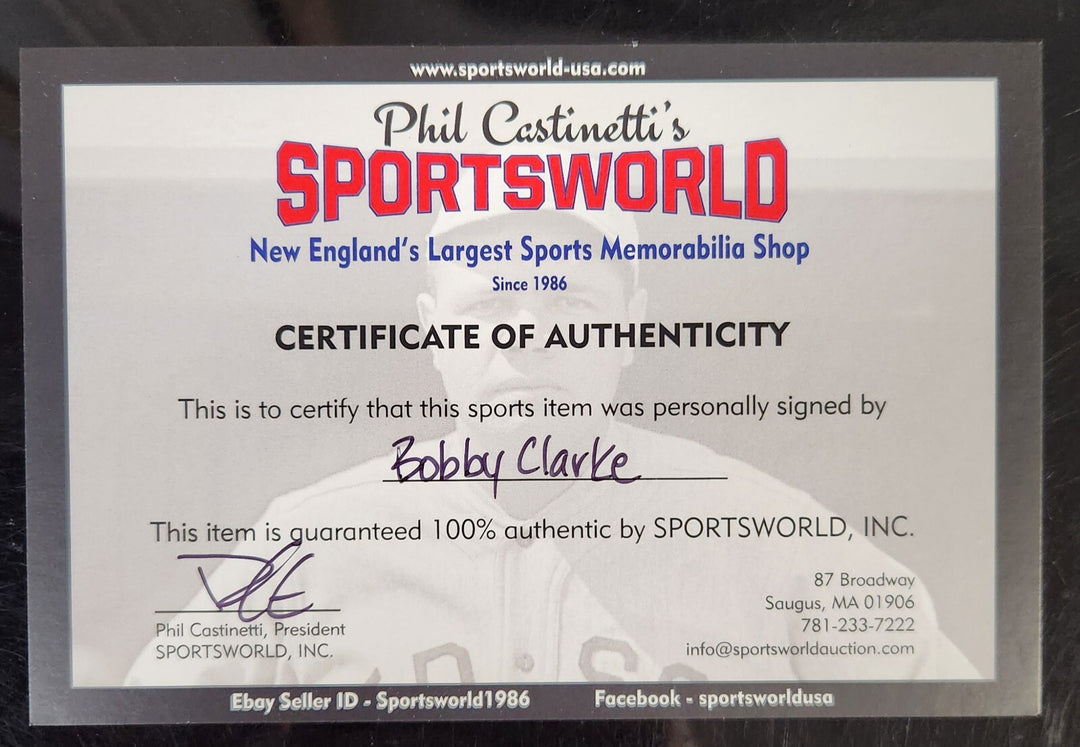 www.sportsworld-usa.com
Phil Castinetti's
SPORTSWORLD
New England's Largest Sports Memorabilia Shop
Since 1986
CERTIFICATE OF AUTHENTICITY
This is to certify that this sports item was personally signed by
Bobby Clarke
This item is guaranteed 100% authentic by SPORTSWORLD, INC.
Phil Castinetti, President
SPORTSWORLD, INC.
87 Broadway
Saugus, MA 01906
781-233-7222
info@sportsworldauction.com
Ebay Seller ID - Sportsworld1986
Facebook - sportsworldusa